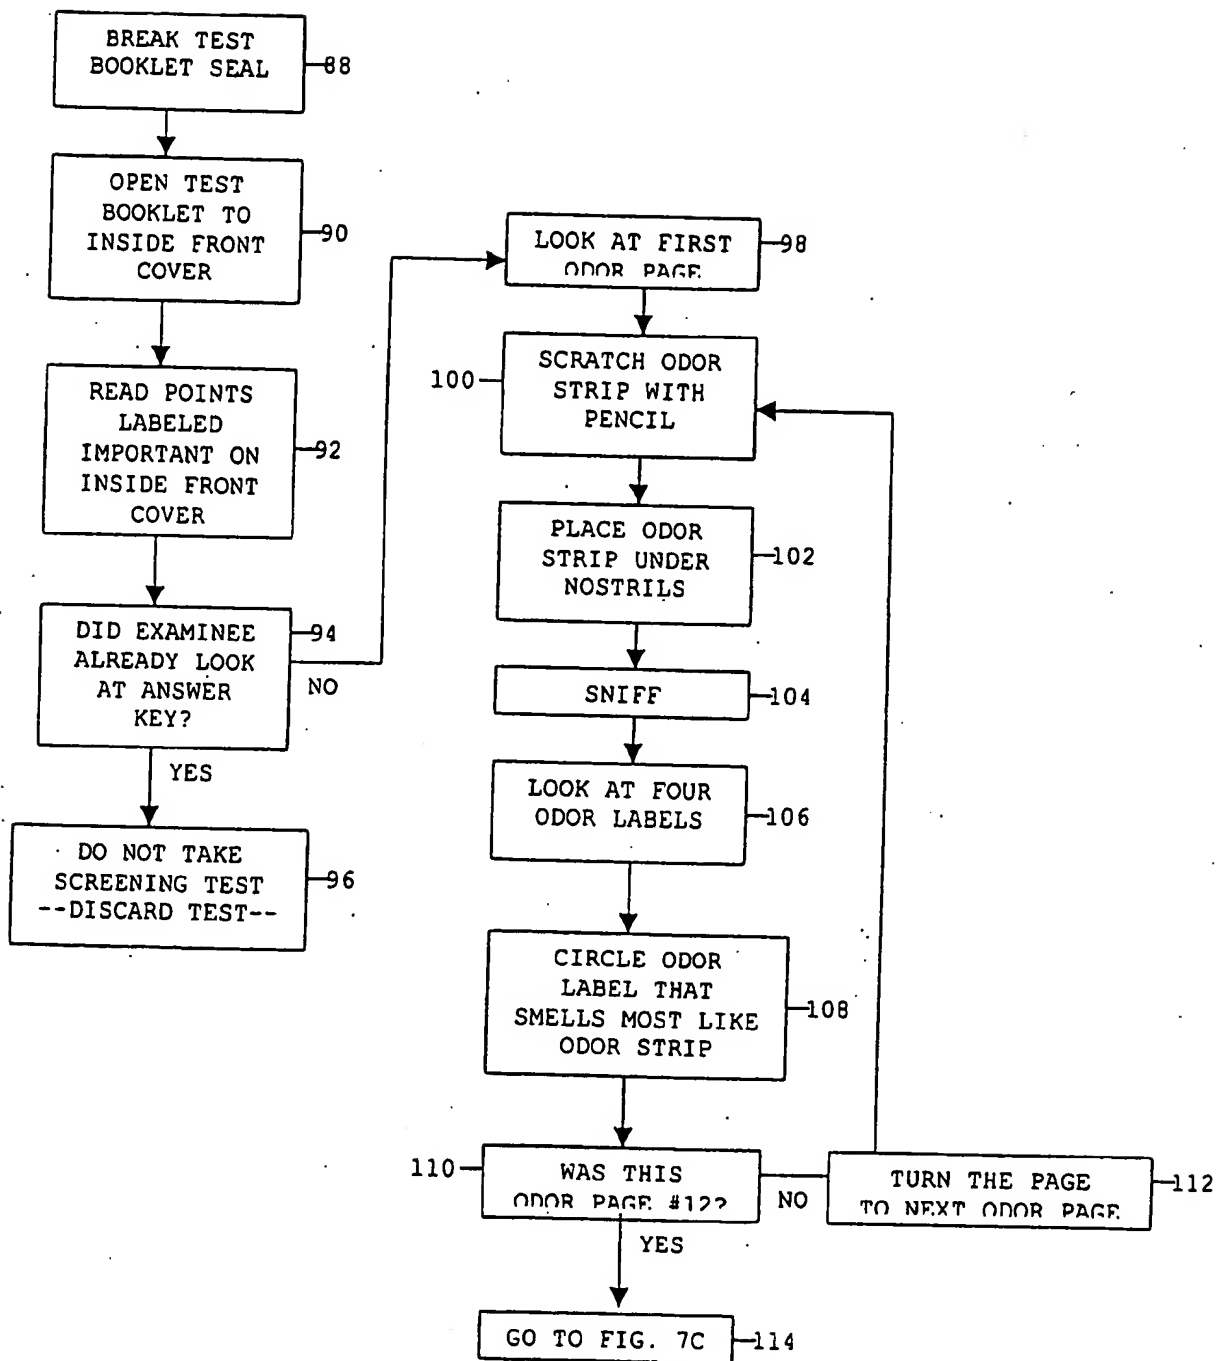 BREAK TEST
BOOKLET SEAL
88
OPEN TEST
BOOKLET TO
INSIDE FRONT
COVER
90
READ POINTS
LABELED
IMPORTANT ON
INSIDE FRONT
COVER
92
DID EXAMINEE
ALREADY LOOK
AT ANSWER
KEY?
94
NO
YES
DO NOT TAKE
SCREENING TEST
--DISCARD TEST--
96
LOOK AT FIRST
ODOR PAGE
98
SCRATCH ODOR
STRIP WITH
PENCIL
100
PLACE ODOR
STRIP UNDER
NOSTRILS
102
SNIFF
104
LOOK AT FOUR
ODOR LABELS
106
CIRCLE ODOR
LABEL THAT
SMELLS MOST LIKE
ODOR STRIP
108
110
WAS THIS
ODOR PAGE #12?
NO
YES
TURN THE PAGE
TO NEXT ODOR PAGE
112
GO TO FIG. 7C
114